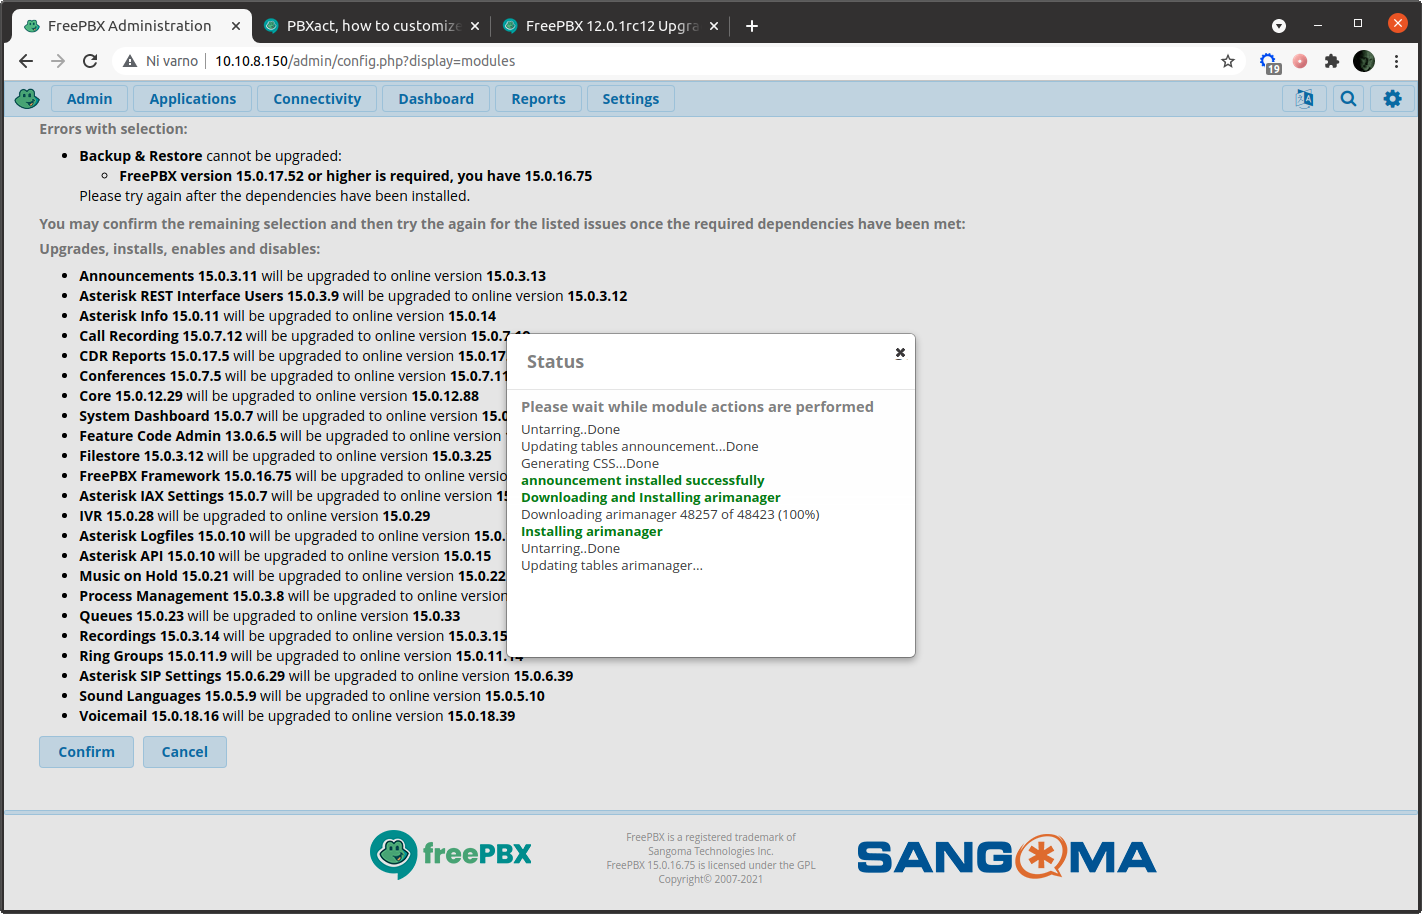 FreePBX Administration
PBXact, how to customize
FreePBX 12.0.1rc12 Upgra
Ni varno
10.10.8.150/admin/config.php?display=modules
19
Admin
Applications
Connectivity
Dashboard
Reports
Settings
Errors with selection:
Backup & Restore cannot be upgraded:
FreePBX version 15.0.17.52 or higher is required, you have 15.0.16.75
Please try again after the dependencies have been installed.
You may confirm the remaining selection and then try the again for the listed issues once the required dependencies have been met:
Upgrades, installs, enables and disables:
Announcements 15.0.3.11 will be upgraded to online version 15.0.3.13
Asterisk REST Interface Users 15.0.3.9 will be upgraded to online version 15.0.3.12
Asterisk Info 15.0.11 will be upgraded to online version 15.0.14
Call Recording 15.0.7.12 will be upgraded to online version
CDR Reports 15.0.17.5 will be upgraded to online version 15.0.17
Conferences 15.0.7.5 will be upgraded to online version 15.0.7.11
Core 15.0.12.29 will be upgraded to online version 15.0.12.88
System Dashboard 15.0.7 will be upgraded to online version 15.0
Feature Code Admin 13.0.6.5 will be upgraded to online version
Filestore 15.0.3.12 will be upgraded to online version 15.0.3.25
FreePBX Framework 15.0.16.75 will be upgraded to online versio
Asterisk IAX Settings 15.0.7 will be upgraded to online version 1
IVR 15.0.28 will be upgraded to online version 15.0.29
Asterisk Logfiles 15.0.10 will be upgraded to online version 15.0.
Asterisk API 15.0.10 will be upgraded to online version 15.0.15
Music on Hold 15.0.21 will be upgraded to online version 15.0.22
Process Management 15.0.3.8 will be upgraded to online version
Queues 15.0.23 will be upgraded to online version 15.0.33
Recordings 15.0.3.14 will be upgraded to online version 15.0.3.15
Ring Groups 15.0.11.9 will be upgraded to online version 15.0.11.14
Asterisk SIP Settings 15.0.6.29 will be upgraded to online version 15.0.6.39
Sound Languages 15.0.5.9 will be upgraded to online version 15.0.5.10
Voicemail 15.0.18.16 will be upgraded to online version 15.0.18.39
Confirm
Cancel
Status
Please wait while module actions are performed
Untarring..Done
Updating tables announcement...Done
Generating CSS...Done
announcement installed successfully
Downloading and Installing arimanager
Downloading arimanager 48257 of 48423 (100%)
Installing arimanager
Untarring..Done
Updating tables arimanager...
freePBX
FreePBX is a registered trademark of
Sangoma Technologies Inc.
FreePBX 15.0.16.75 is licensed under the GPL
Copyright© 2007-2021
SANGOMA